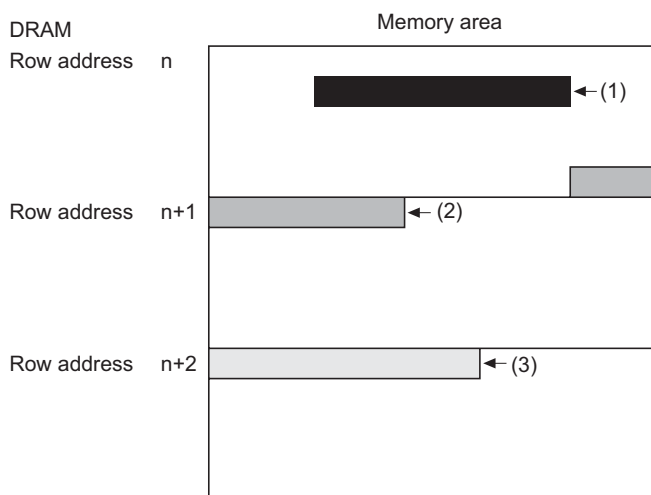 DRAM
Memory area
Row address n
(1)
Row address n+1
(2)
Row address n+2
(3)